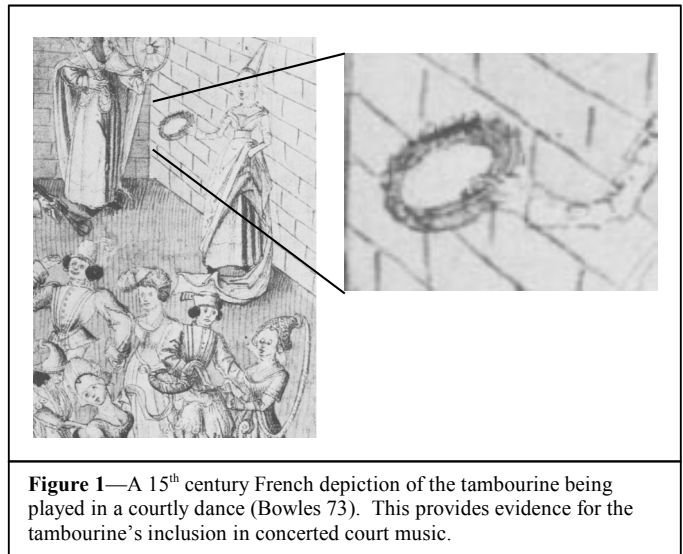 Figure 1—A 15th century French depiction of the tambourine being
played in a courtly dance (Bowles 73).  This provides evidence for the
tambourine’s inclusion in concerted court music.